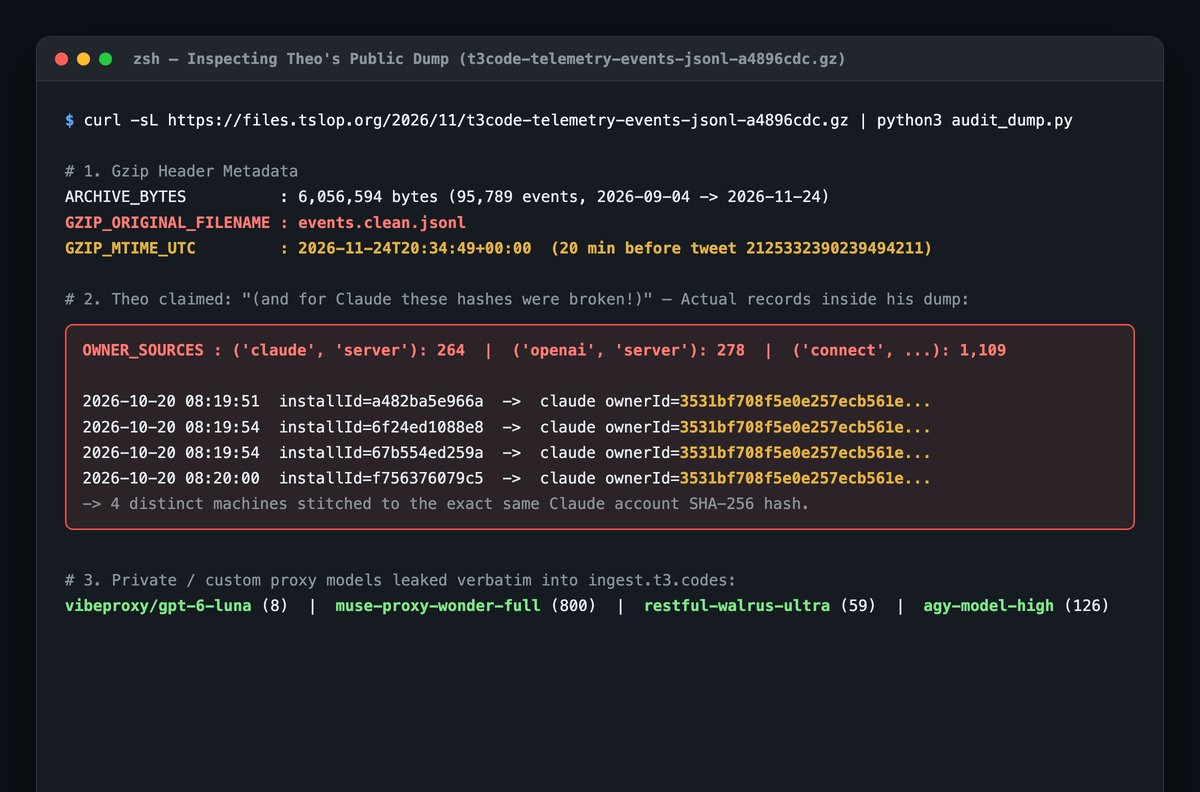 zsh — Inspecting Theo's Public Dump (t3code-telemetry-events-jsonl-a4896cdc.gz)
$ curl -sL https://files.tslop.org/2026/11/t3code-telemetry-events-jsonl-a4896cdc.gz | python3 audit_dump.py
# 1. Gzip Header Metadata
ARCHIVE_BYTES : 6,056,594 bytes (95,789 events, 2026-09-04 -> 2026-11-24)
GZIP_ORIGINAL_FILENAME : events.clean.jsonl
GZIP_MTIME_UTC : 2026-11-24T20:34:49+00:00 (20 min before tweet 2125332390239494211)
# 2. Theo claimed: "(and for Claude these hashes were broken!)" — Actual records inside his dump:
OWNER_SOURCES : ('claude', 'server'): 264 | ('openai', 'server'): 278 | ('connect', ...): 1,109
2026-10-20 08:19:51 installId=a482ba5e966a -> claude ownerId=3531bf708f5e0e257ecb561e...
2026-10-20 08:19:54 installId=6f24ed1088e8 -> claude ownerId=3531bf708f5e0e257ecb561e...
2026-10-20 08:19:54 installId=67b554ed259a -> claude ownerId=3531bf708f5e0e257ecb561e...
2026-10-20 08:20:00 installId=f756376079c5 -> claude ownerId=3531bf708f5e0e257ecb561e...
-> 4 distinct machines stitched to the exact same Claude account SHA-256 hash.
# 3. Private / custom proxy models leaked verbatim into ingest.t3.codes:
vibeproxy/gpt-6-luna (8) | muse-proxy-wonder-full (800) | restful-walrus-ultra (59) | agy-model-high (126)